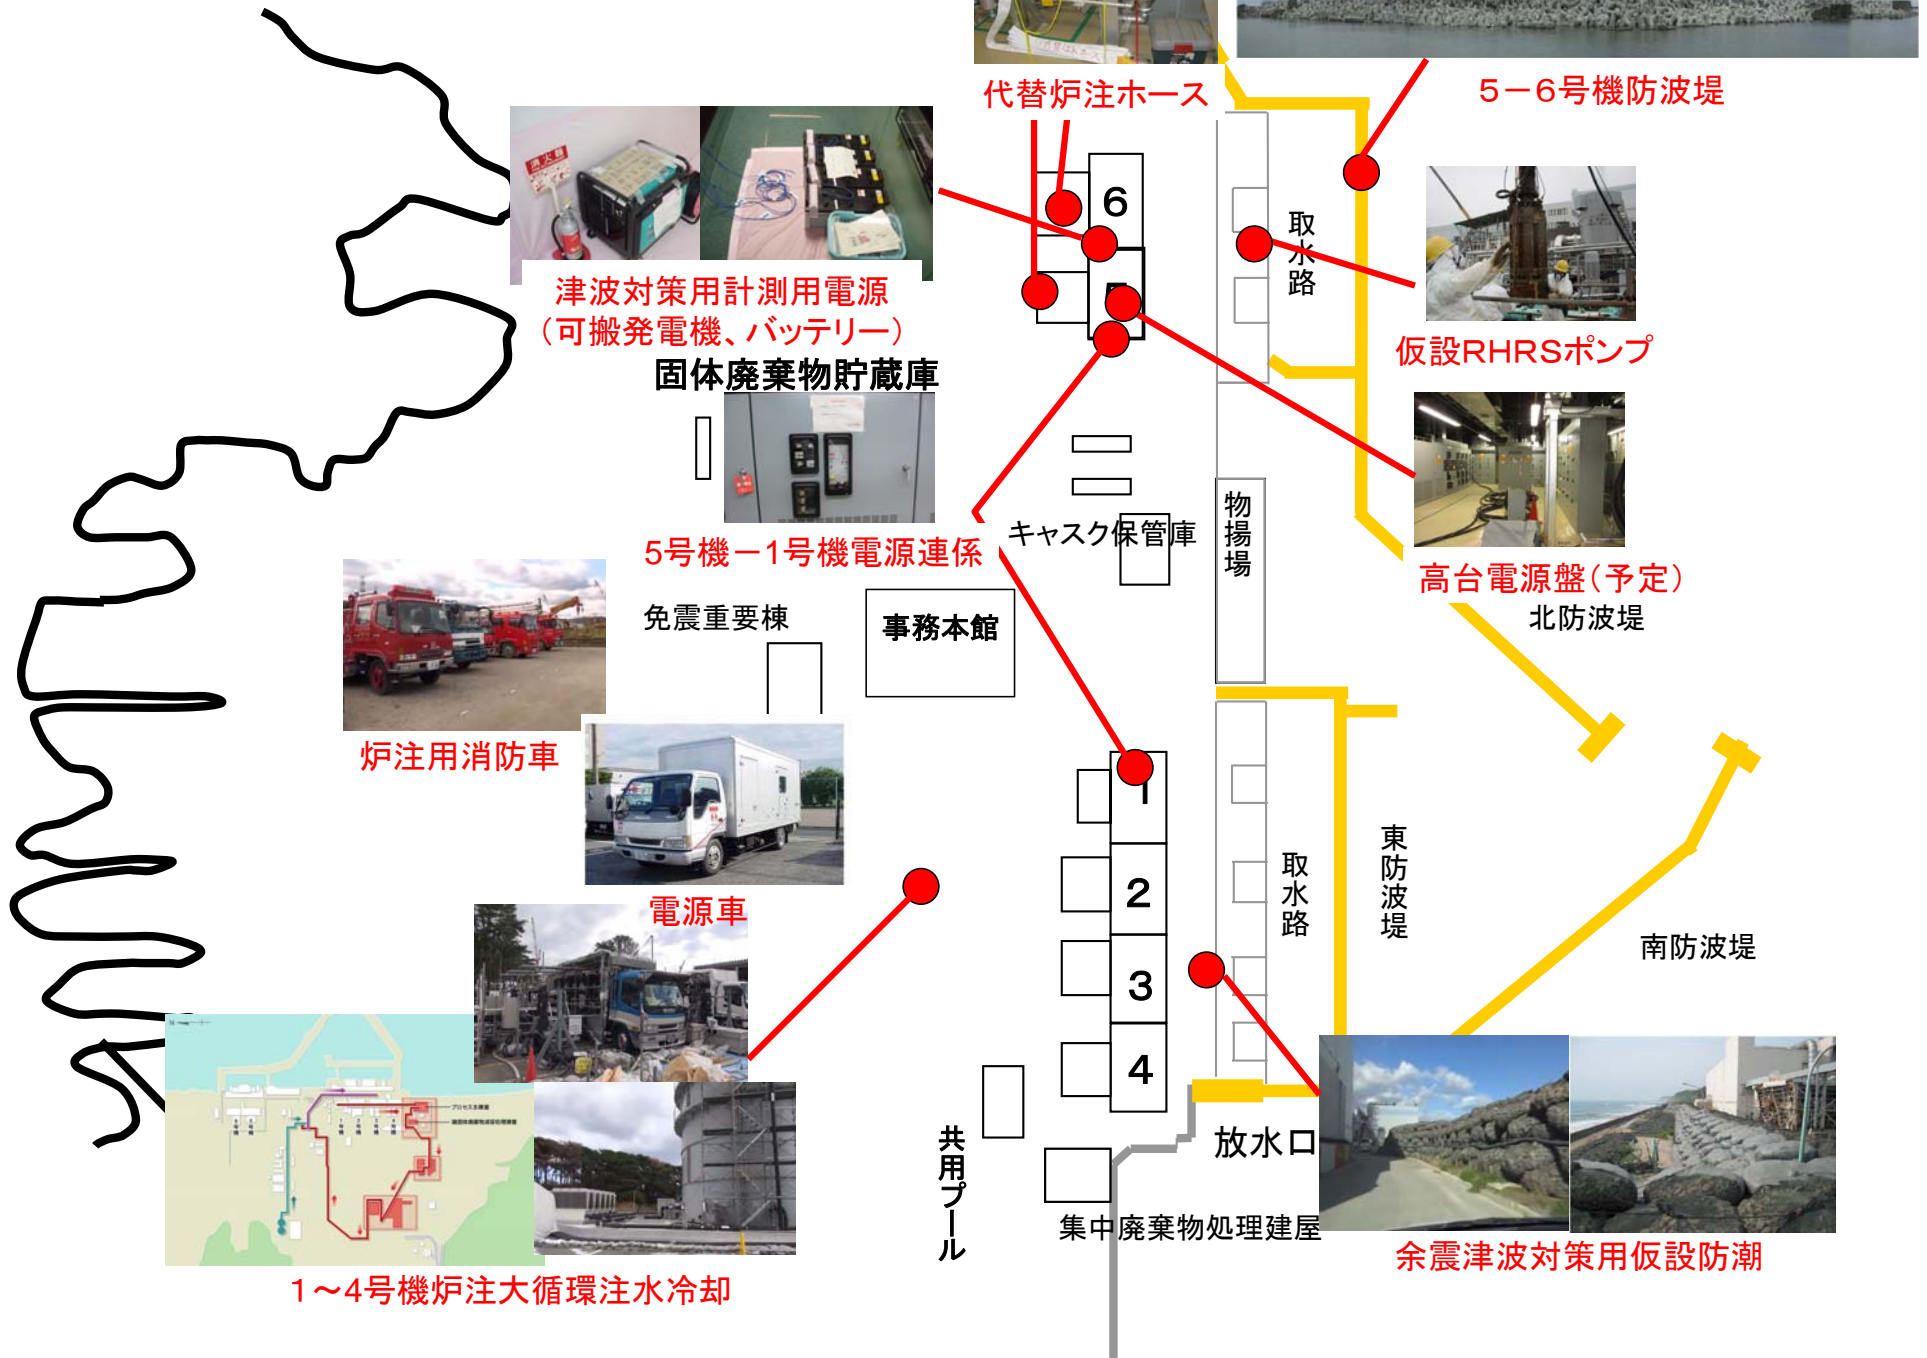 代替炉注ホース
5－6号機防波堤
消火器
津波対策用計測用電源
（可搬発電機、バッテリー）
6
取水路
仮設RHRSポンプ
固体廃棄物貯蔵庫
5号機－1号機電源連係
キャスク保管庫
物揚場
高台電源盤（予定）
北防波堤
免震重要棟
事務本館
炉注用消防車
電源車
1
2
3
4
取水路
東防波堤
南防波堤
共用プール
放水口
集中廃棄物処理建屋
余震津波対策用仮設防潮
1～4号機炉注大循環注水冷却